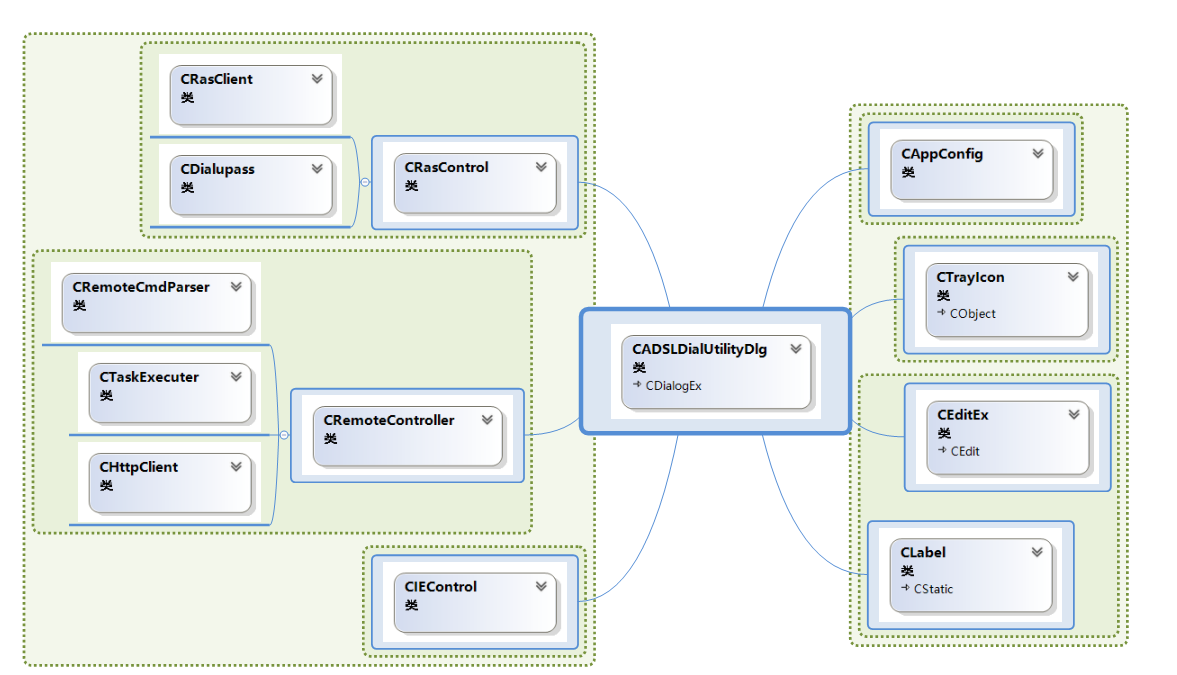 CRasClient
类
CDialupass
类
CRasControl
类
CRemoteCmdParser
类
CTaskExecuter
类
CHttpClient
类
CRemoteController
类
CIEControl
类
CADSLDialUtilityDlg
类
CDialogEx
CAppConfig
类
CTrayIcon
类
CObject
CEditEx
类
CEdit
CLabel
类
CStatic